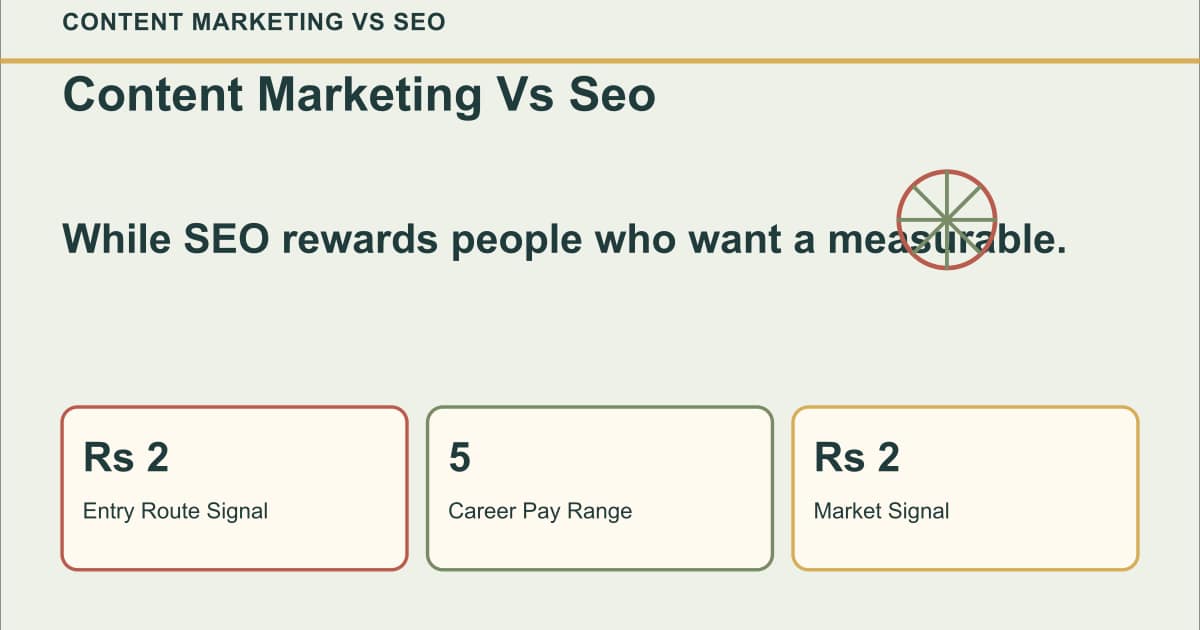 CONTENT MARKETING VS SEO
Content Marketing Vs Seo
While SEO rewards people who want a measurable.
Rs 2
Entry Route Signal
5
Career Pay Range
Rs 2
Market Signal